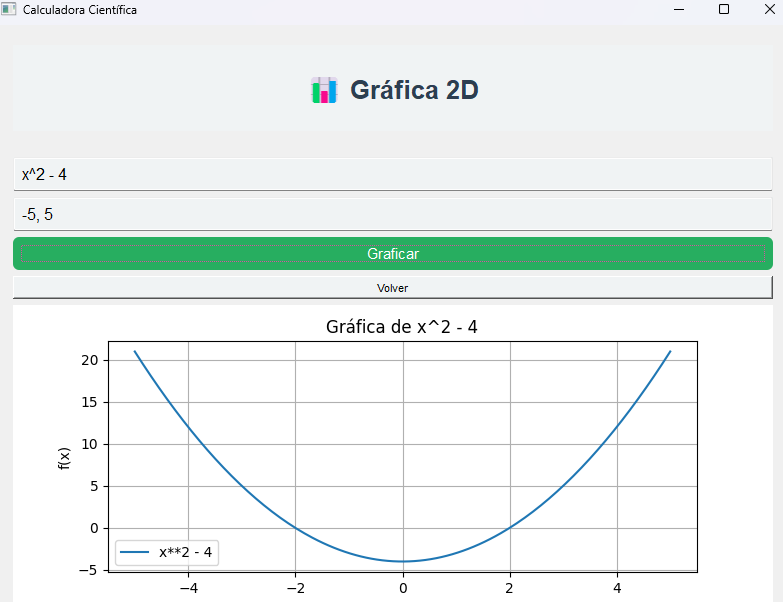 Calculadora Científica
Gráfica 2D
x^2 - 4
-5, 5
Graficar
Volver
Gráfica de x^2 - 4
20
15
10
5
0
−5
f(x)
x**2 - 4
−4 −2 0 2 4